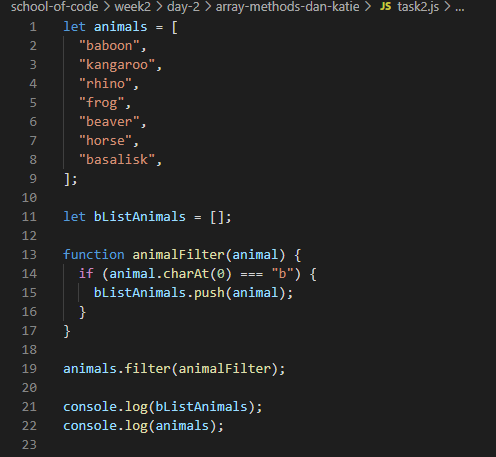 school-of-code > week2 > day-2 > array-methods-dan-katie > JS task2.js > ...
1 let animals = [
2   "baboon",
3   "kangaroo",
4   "rhino",
5   "frog",
6   "beaver",
7   "horse",
8   "basalisk",
9 ];
10
11 let bListAnimals = [];
12
13 function animalFilter(animal) {
14   if (animal.charAt(0) === "b") {
15     bListAnimals.push(animal);
16   }
17 }
18
19 animals.filter(animalFilter);
20
21 console.log(bListAnimals);
22 console.log(animals);
23